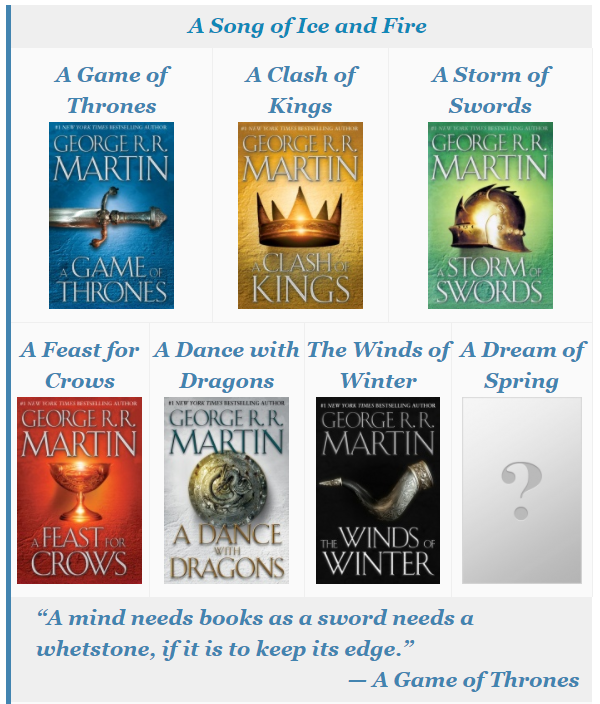 A Song of Ice and Fire
A Game of
Thrones
A Clash of
Kings
A Storm of
Swords
#1 NEW YORK TIMES BESTSELLING AUTHOR
GEORGE R. R.
MARTIN
A GAME OF
THRONES
#1 NEW YORK TIMES BESTSELLING AUTHOR
GEORGE R. R.
MARTIN
A CLASH OF
KINGS
#1 NEW YORK TIMES BESTSELLING AUTHOR
GEORGE R. R.
MARTIN
A STORM OF
SWORDS
A Feast for
Crows
A Dance with
Dragons
The Winds of
Winter
A Dream of
Spring
#1 NEW YORK TIMES BESTSELLING AUTHOR
GEORGE R. R.
MARTIN
A FEAST FOR
CROWS
#1 NEW YORK TIMES BESTSELLING AUTHOR
GEORGE R. R.
MARTIN
A DANCE
WITH
DRAGONS
#1 NEW YORK TIMES BESTSELLING AUTHOR
GEORGE R. R.
MARTIN
THE WINDS OF
WINTER
?
“A mind needs books as a sword needs a
whetstone, if it is to keep its edge.”
— A Game of Thrones